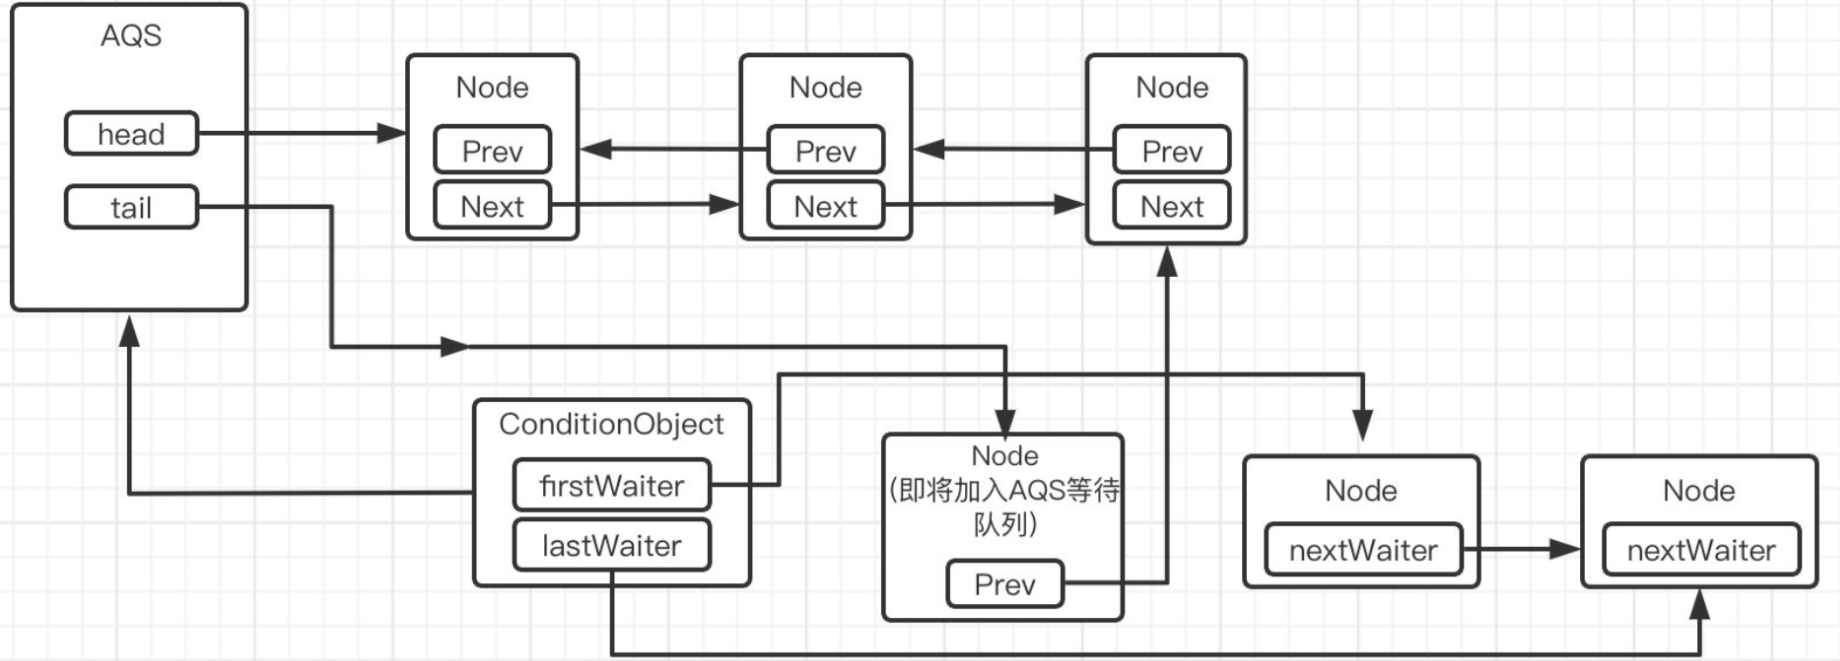 AQS
head
tail
Node
Prev
Next
Node
Prev
Next
Node
Prev
Next
ConditionObject
firstWaiter
lastWaiter
Node
(即将加入AQS等待
队列)
Prev
Node
nextWaiter
Node
nextWaiter